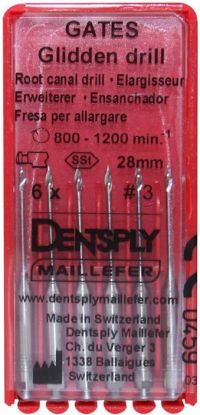 GATES
Glidden drill
Root canal drill · Elargisseur
Erweiterer · Ensanchador
Fresa per allargare
800 - 1200 min⁻¹
SSt 28mm
6 x # 3
DENTSPLY
MAILLEFER
www.dentsplymaillefer.com
Made in Switzerland
Dentsply Maillefer
Ch. du Verger 3
1338 Ballaigues
Switzerland
0459